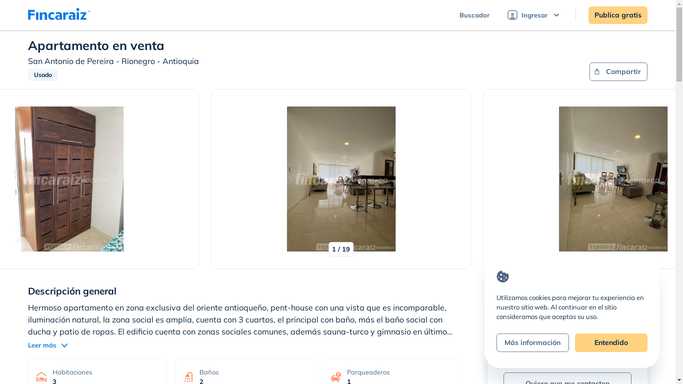 Fincaraiz
Buscador
Ingresar
Publica gratis
Apartamento en venta
San Antonio de Pereira - Rionegro - Antioquia
Usado
Compartir
fincaraiz
fincaraiz
fincaraiz
1 / 19
Descripción general
Hermoso apartamento en zona exclusiva del oriente antioqueño, pent-house con una vista que es incomparable,
iluminación natural, la zona social es amplia, cuenta con 3 cuartos, el principal con baño, más el baño social con
ducha y patio de ropas. El edificio cuenta con zonas sociales comunes, además sauna-turco y gimnasio en último...
Leer más
Habitaciones
3
Baños
2
Parqueaderos
1
Utilizamos cookies para mejorar tu experiencia en
nuestro sitio web. Al continuar en el sitio
consideramos que aceptas su uso.
Más información
Entendido
Quiero que me contacten